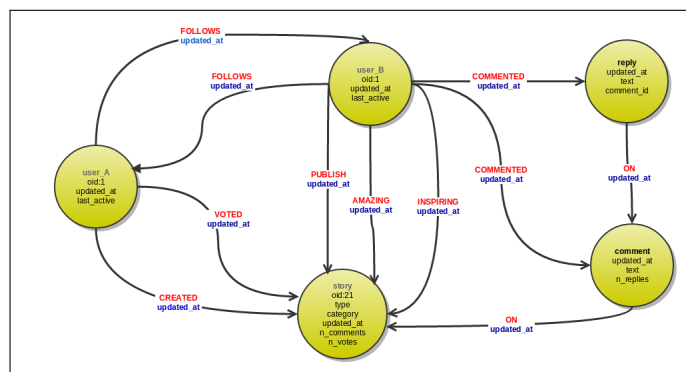 FOLLOWS
updated_at
user_B
oid:1
updated_at
last_active
FOLLOWS
updated_at
COMMENTED
updated_at
reply
updated_at
text
comment_id
user_A
oid:1
updated_at
last_active
PUBLISH
updated_at
AMAZING
updated_at
INSPIRING
updated_at
COMMENTED
updated_at
ON
updated_at
VOTED
updated_at
comment
updated_at
text
n_replies
CREATED
updated_at
story
oid:21
type
category
updated_at
n_comments
n_votes
ON
updated_at